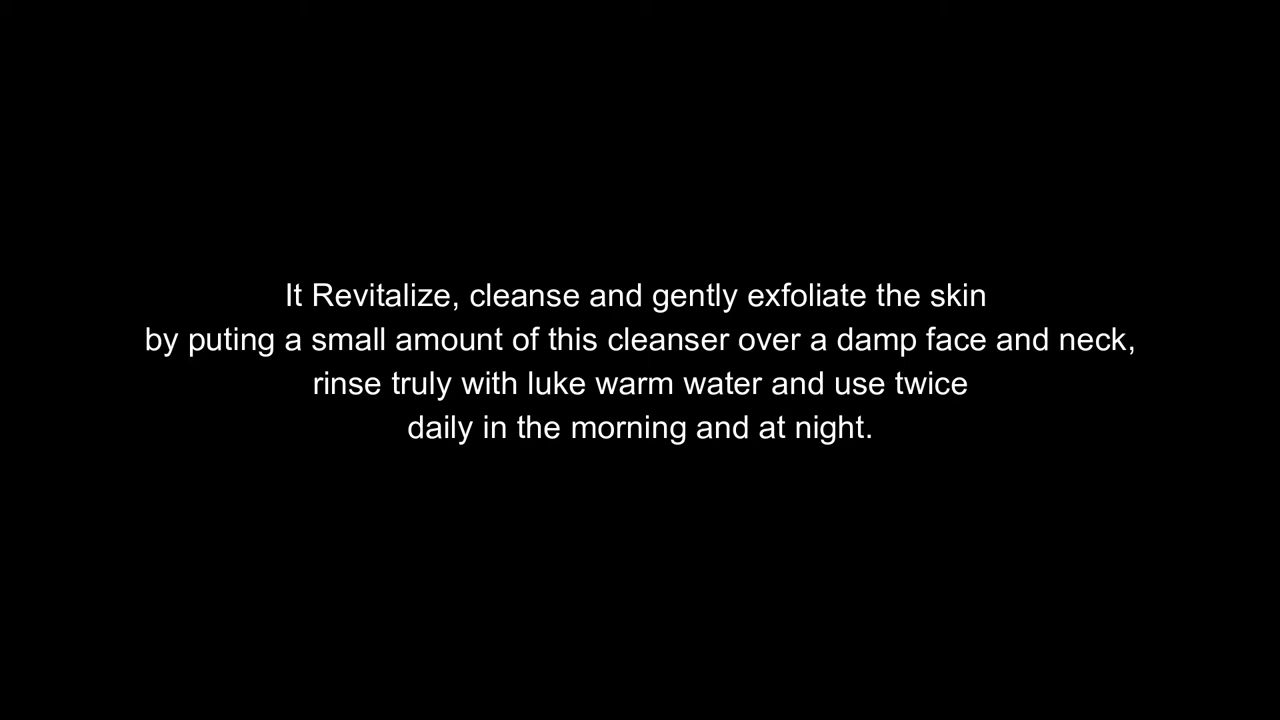 It Revitalize, cleanse and gently exfoliate the skin
by puting a small amount of this cleanser over a damp face and neck,
rinse truly with luke warm water and use twice
daily in the morning and at night.